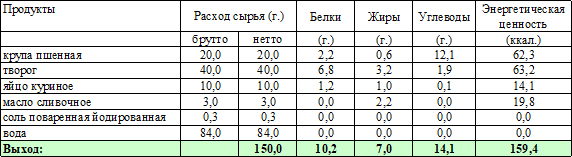 Продукты Расход сырья (г.) Белки Жиры Углеводы Энергетическая ценность
брутто нетто (г.) (г.) (г.) (ккал.)
крупа пшенная 20,0 20,0 2,2 0,6 12,1 62,3
творог 40,0 40,0 6,8 3,2 1,9 63,2
яйцо куриное 10,0 10,0 1,2 1,0 0,1 14,1
масло сливочное 3,0 3,0 0,0 2,2 0,0 19,8
соль поваренная йодированная 0,3 0,3 0,0 0,0 0,0 0,0
вода 84,0 84,0 0,0 0,0 0,0 0,0
Выход: 150,0 10,2 7,0 14,1 159,4